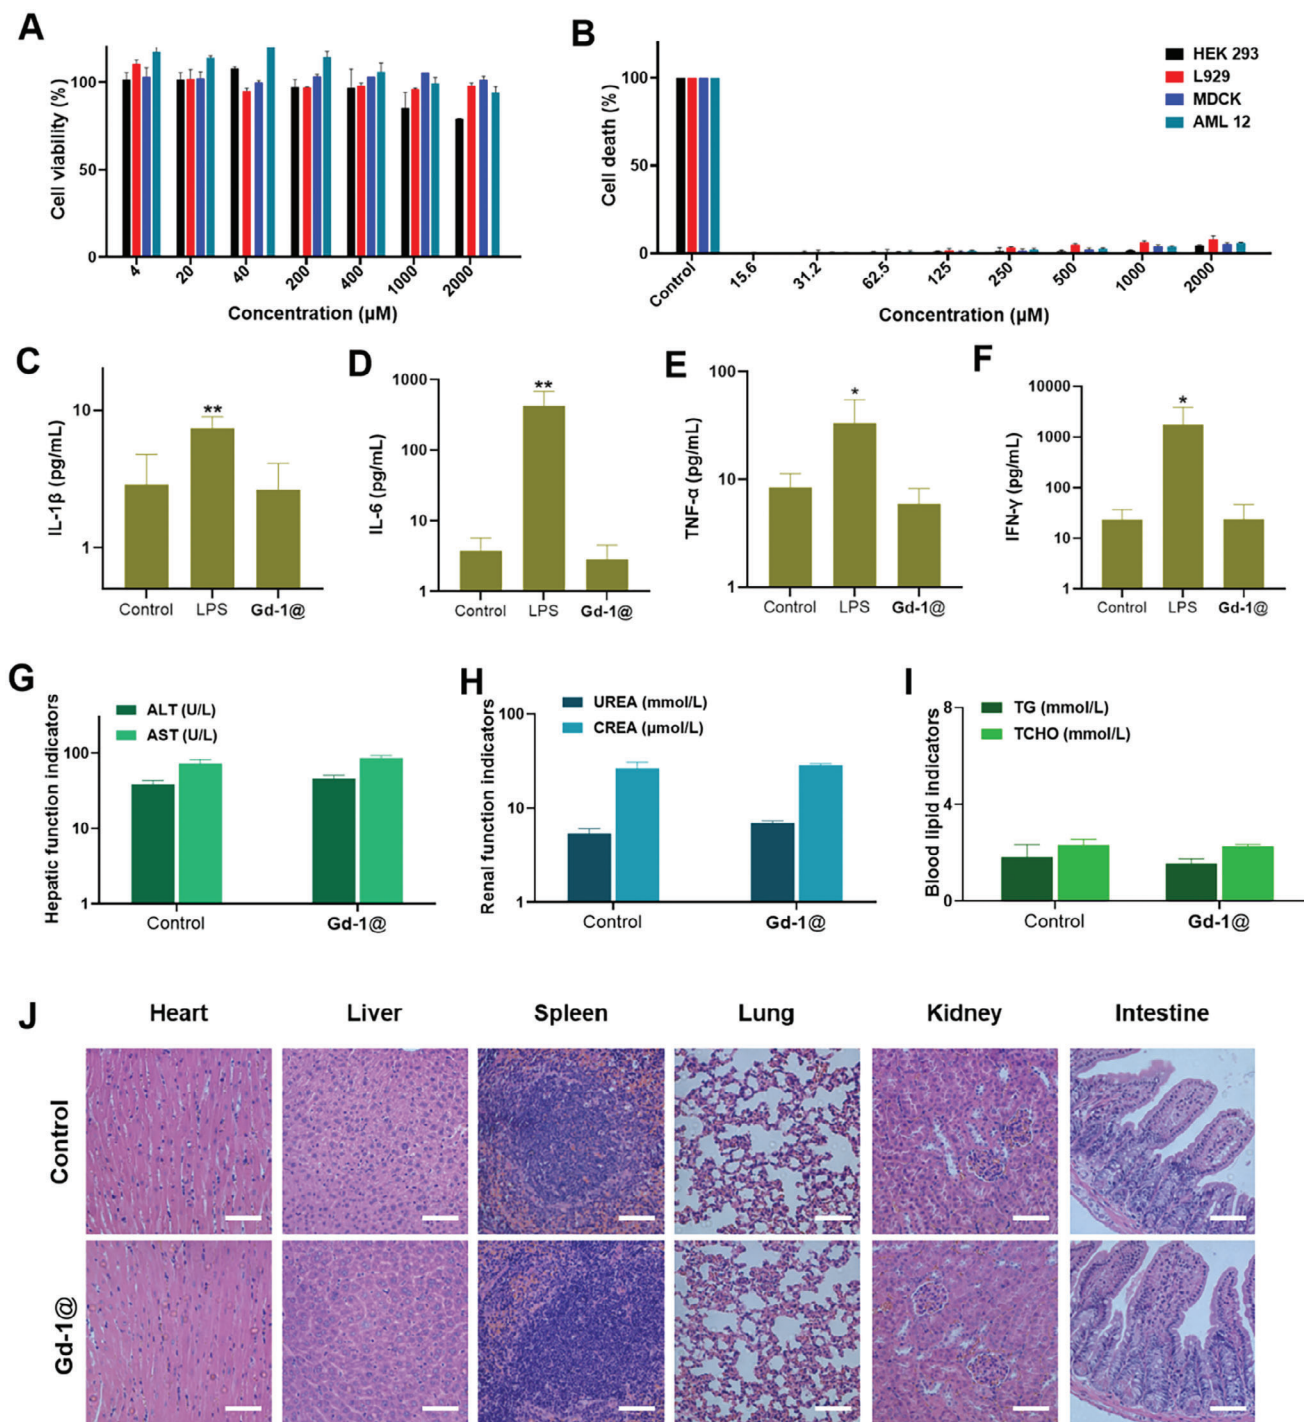 A
Cell viability (%)
100
50
0
4
20
40
200
400
1000
2000
Concentration (µM)
B
Cell death (%)
100
50
0
Control
15.6
31.2
62.5
125
250
500
1000
2000
Concentration (µM)
HEK 293
L929
MDCK
AML 12
C
IL-1β (pg/mL)
10
1
**
Control
LPS
Gd-1@
D
IL-6 (pg/mL)
1000
100
10
1
**
Control
LPS
Gd-1@
E
TNF-α (pg/mL)
100
10
1
*
Control
LPS
Gd-1@
F
IFN-γ (pg/mL)
10000
1000
100
10
1
*
Control
LPS
Gd-1@
G
Hepatic function indicators
ALT (U/L)
AST (U/L)
100
10
1
Control
Gd-1@
H
Renal function indicators
UREA (mmol/L)
CREA (µmol/L)
100
10
1
Control
Gd-1@
I
Blood lipid indicators
TG (mmol/L)
TCHO (mmol/L)
8
4
0
Control
Gd-1@
J
Heart
Liver
Spleen
Lung
Kidney
Intestine
Control
Gd-1@